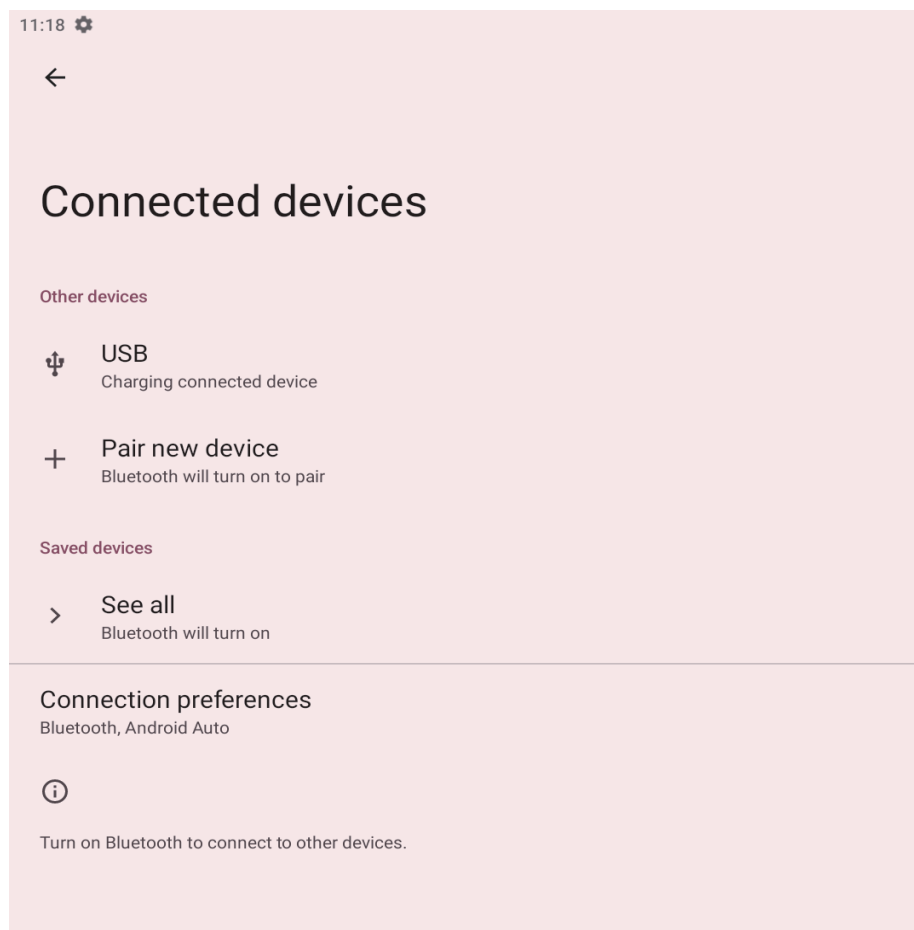 11:18
Connected devices
Other devices
USB
Charging connected device
Pair new device
Bluetooth will turn on to pair
Saved devices
See all
Bluetooth will turn on
Connection preferences
Bluetooth, Android Auto
Turn on Bluetooth to connect to other devices.